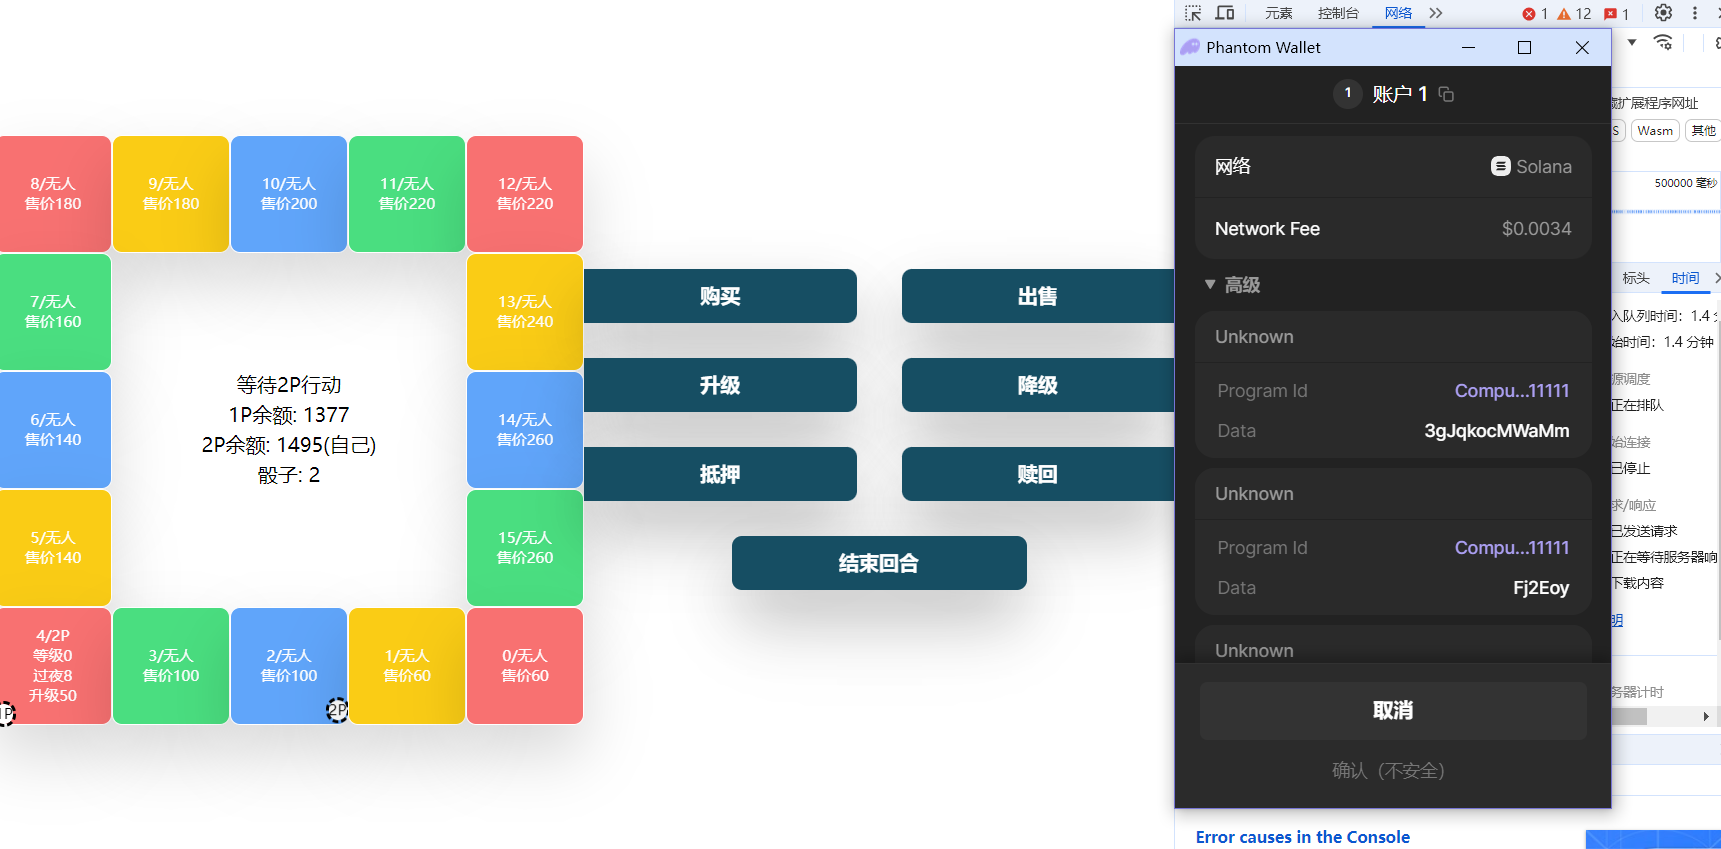 8/无人
售价180
9/无人
售价180
10/无人
售价200
11/无人
售价220
12/无人
售价220
7/无人
售价160
13/无人
售价240
6/无人
售价140
14/无人
售价260
5/无人
售价140
15/无人
售价260
4/2P
等级0
过夜8
升级50
3/无人
售价100
2/无人
售价100
1/无人
售价60
0/无人
售价60
1P
2P
等待2P行动
1P余额: 1377
2P余额: 1495(自己)
骰子: 2
购买
出售
升级
降级
抵押
赎回
结束回合
元素
控制台
网络
1
12
1
Phantom Wallet
1
账户 1
网络
Solana
Network Fee
$0.0034
高级
Unknown
Program Id
Compu...11111
Data
3gJqkocMWaMm
Unknown
Program Id
Compu...11111
Data
Fj2Eoy
Unknown
取消
确认（不安全）
扩展程序网址
S
Wasm
其他
500000 毫秒
标头
时间
入队列时间：1.4
始时间：1.4 分钟
源调度
正在排队
始连接
已停止
求/响应
已发送请求
正在等待服务器响
下载内容
明
务器计时
Error causes in the Console